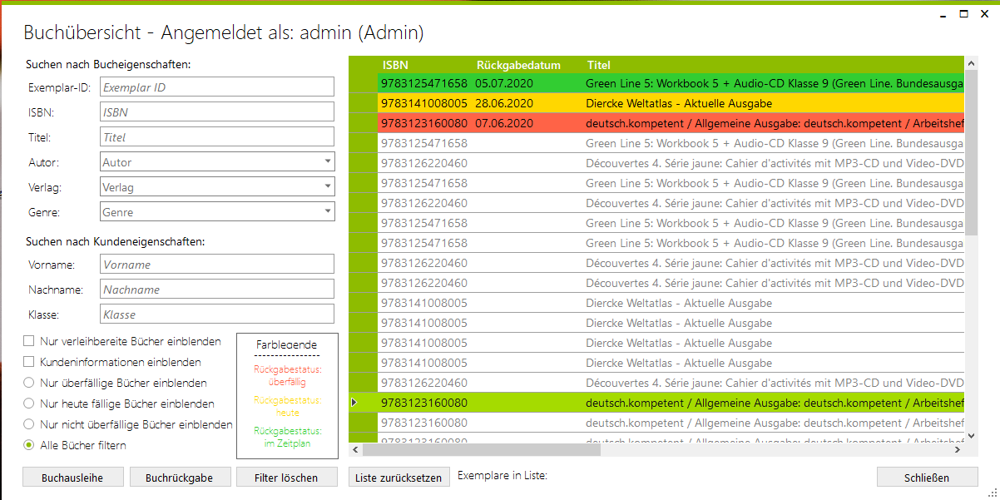 Buchübersicht - Angemeldet als: admin (Admin)
Suchen nach Bucheigenschaften:
Exemplar-ID: Exemplar ID
ISBN: ISBN
Titel: Titel
Autor: Autor
Verlag: Verlag
Genre: Genre
Suchen nach Kundeneigenschaften:
Vorname: Vorname
Nachname: Nachname
Klasse: Klasse
Nur verleihbereite Bücher einblenden
Kundeninformationen einblenden
Nur überfällige Bücher einblenden
Nur heute fällige Bücher einblenden
Nur nicht überfällige Bücher einblenden
Alle Bücher filtern
Farblegende
Rückgabestatus:
überfällig
Rückgabestatus:
heute
Rückgabestatus:
im Zeitplan
ISBN Rückgabedatum Titel
9783125471658 05.07.2020 Green Line 5: Workbook 5 + Audio-CD Klasse 9 (Green Line. Bundesausga
9783141008005 28.06.2020 Diercke Weltatlas - Aktuelle Ausgabe
9783123160080 07.06.2020 deutsch.kompetent / Allgemeine Ausgabe: deutsch.kompetent / Arbeitshef
9783125471658 Green Line 5: Workbook 5 + Audio-CD Klasse 9 (Green Line. Bundesausga
9783126220460 Découvertes 4. Série jaune: Cahier d'activités mit MP3-CD und Video-DVD
9783125471658 Green Line 5: Workbook 5 + Audio-CD Klasse 9 (Green Line. Bundesausga
9783126220460 Découvertes 4. Série jaune: Cahier d'activités mit MP3-CD und Video-DVD
9783125471658 Green Line 5: Workbook 5 + Audio-CD Klasse 9 (Green Line. Bundesausga
9783125471658 Green Line 5: Workbook 5 + Audio-CD Klasse 9 (Green Line. Bundesausga
9783126220460 Découvertes 4. Série jaune: Cahier d'activités mit MP3-CD und Video-DVD
9783126220460 Découvertes 4. Série jaune: Cahier d'activités mit MP3-CD und Video-DVD
9783141008005 Diercke Weltatlas - Aktuelle Ausgabe
9783141008005 Diercke Weltatlas - Aktuelle Ausgabe
9783141008005 Diercke Weltatlas - Aktuelle Ausgabe
9783141008005 Diercke Weltatlas - Aktuelle Ausgabe
9783126220460 Découvertes 4. Série jaune: Cahier d'activités mit MP3-CD und Video-DVD
9783123160080 deutsch.kompetent / Allgemeine Ausgabe: deutsch.kompetent / Arbeitshef
9783123160080 deutsch.kompetent / Allgemeine Ausgabe: deutsch.kompetent / Arbeitshef
9783123160080 deutsch.kompetent / Allgemeine Ausgabe: deutsch.kompetent / Arbeitshef
Buchausleihe Buchrückgabe Filter löschen Liste zurücksetzen Exemplare in Liste: Schließen